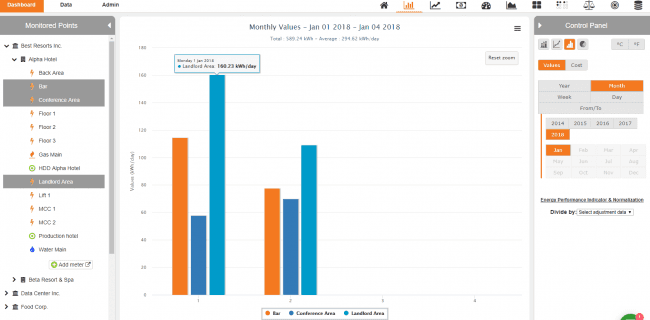 Dashboard Data Admin
Monitored Points
Best Resorts Inc.
Alpha Hotel
Back Area
Bar
Conference Area
Floor 1
Floor 2
Floor 3
Gas Main
HDD Alpha Hotel
Landlord Area
Lift 1
MCC 1
MCC 2
Production hotel
Water Main
Add meter
Beta Resort & Spa
Data Center Inc
Food Corp.
Monthly Values - Jan 01 2018 - Jan 04 2018
Total : 589.24 kWh - Average : 294.62 kWh/day
Reset zoom
Monday 1 Jan 2018
Landlord Area 160.23 kWh/day
Values (kWh/day)
180
160
140
120
100
80
60
40
20
0
1 2 3
Bar Conference Area Landlord Area
Control Panel
°C °F
Values Cost
Year Month
Week Day
From/To
2014 2015 2016 2017
2018
Jan Feb Mar Apr
May Jun Jul Aug
Sep Oct Nov Dec
Energy Performance Indicator & Normalization
Divide by: Select adjustment data